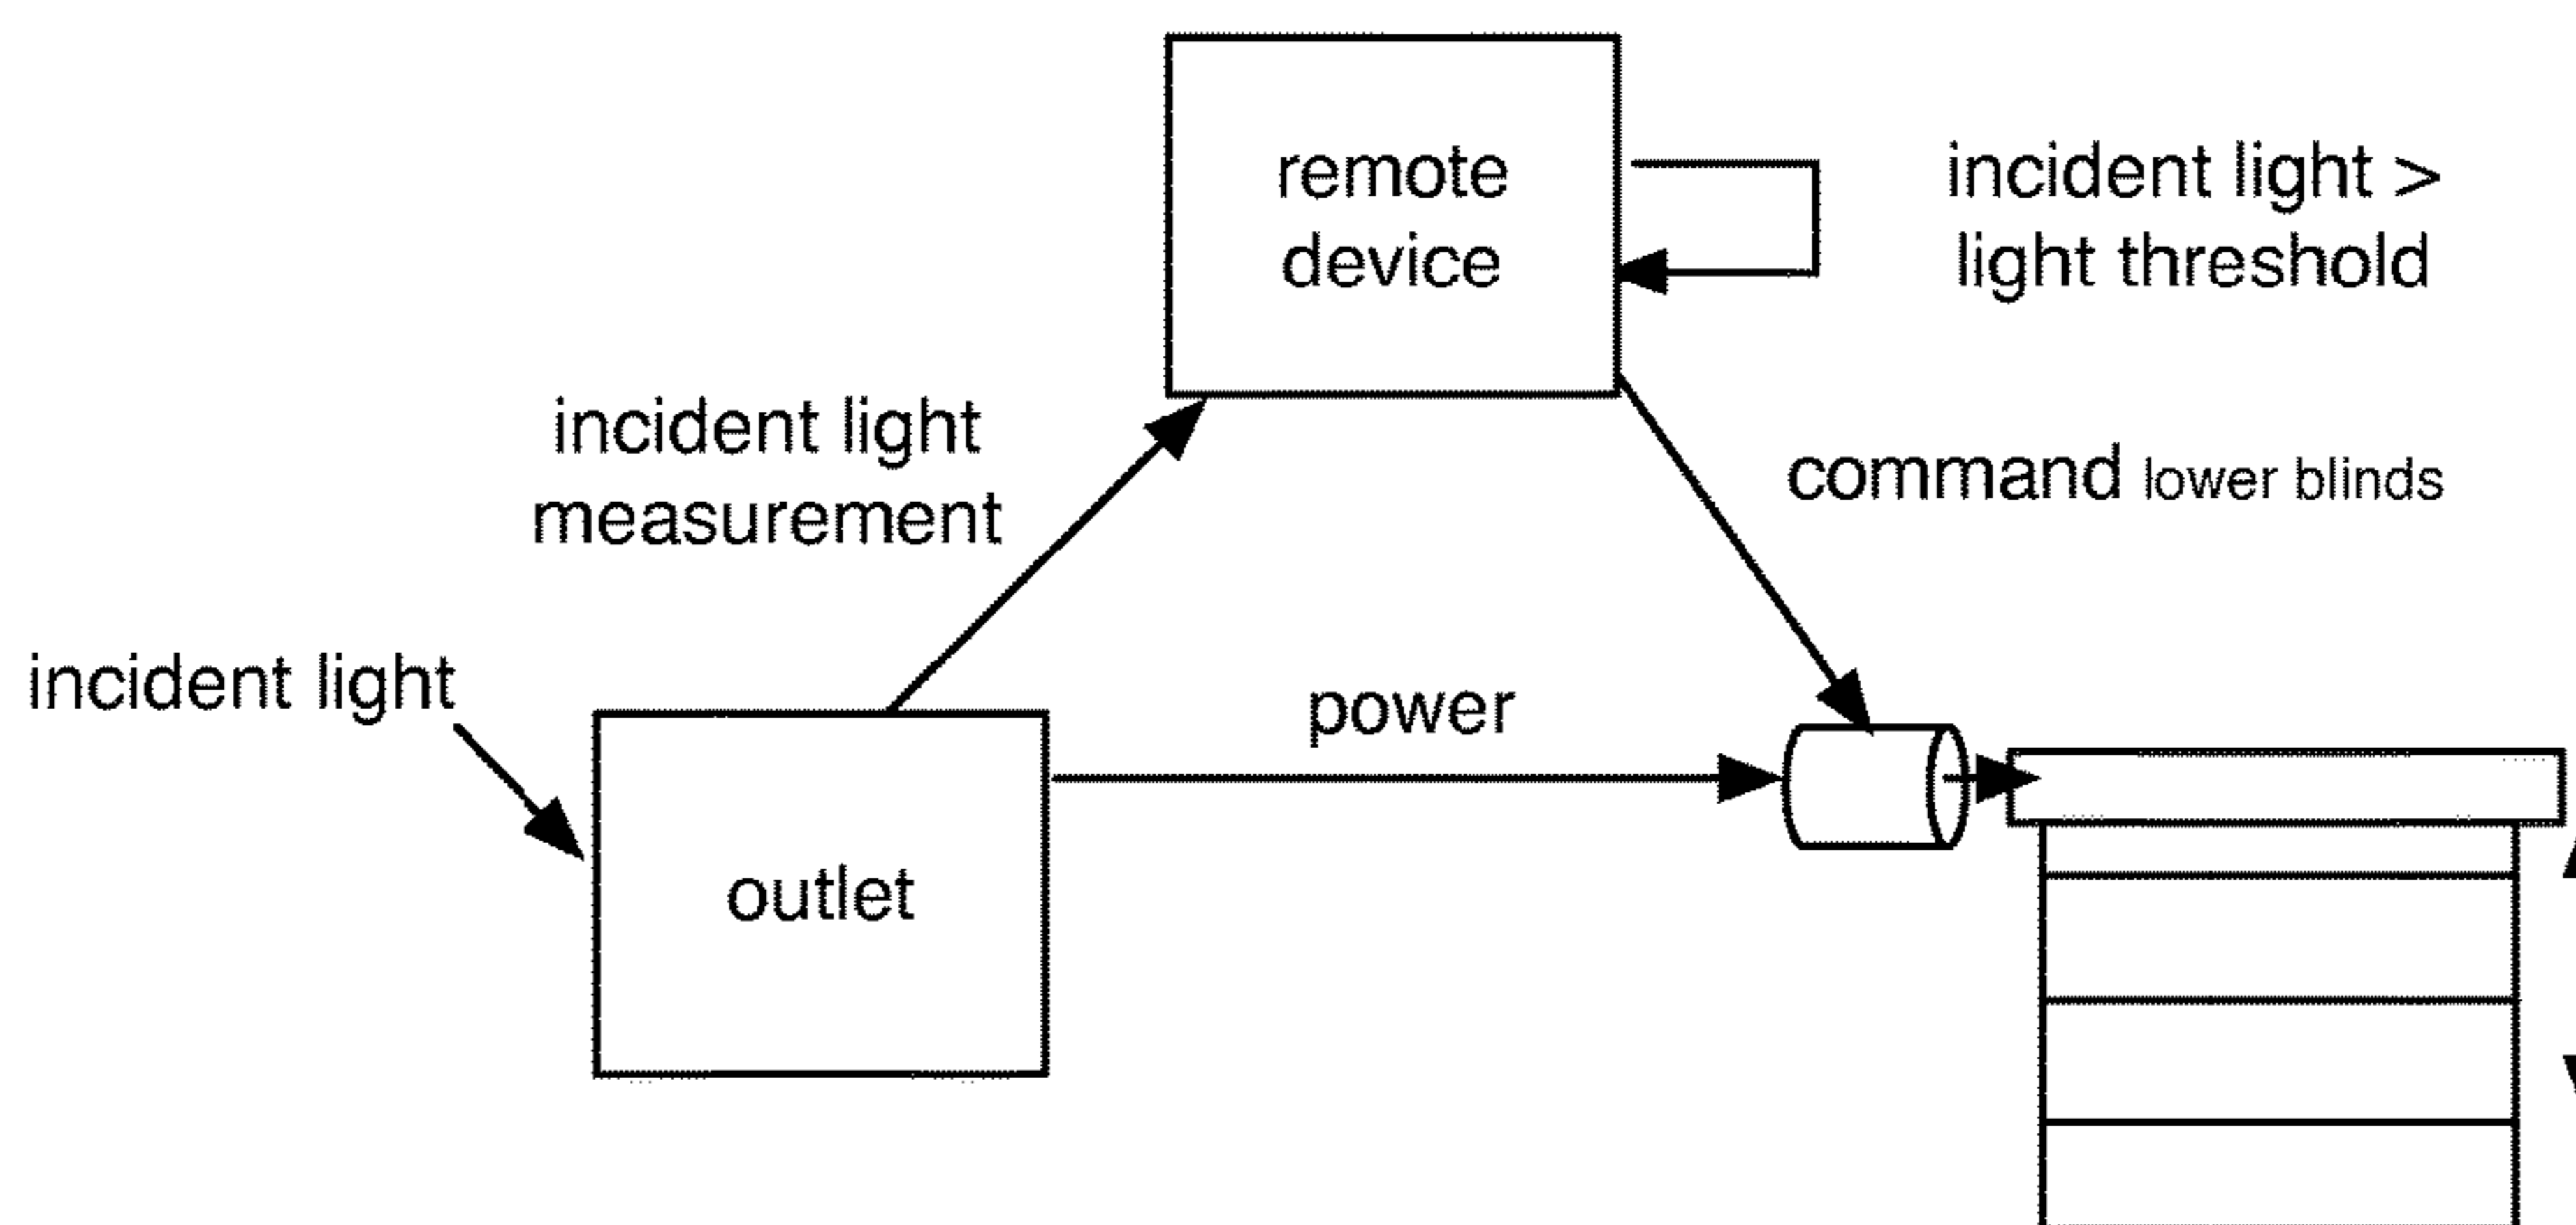 remote
device
incident light >
light threshold
incident light
measurement
command lower blinds
incident light
power
outlet